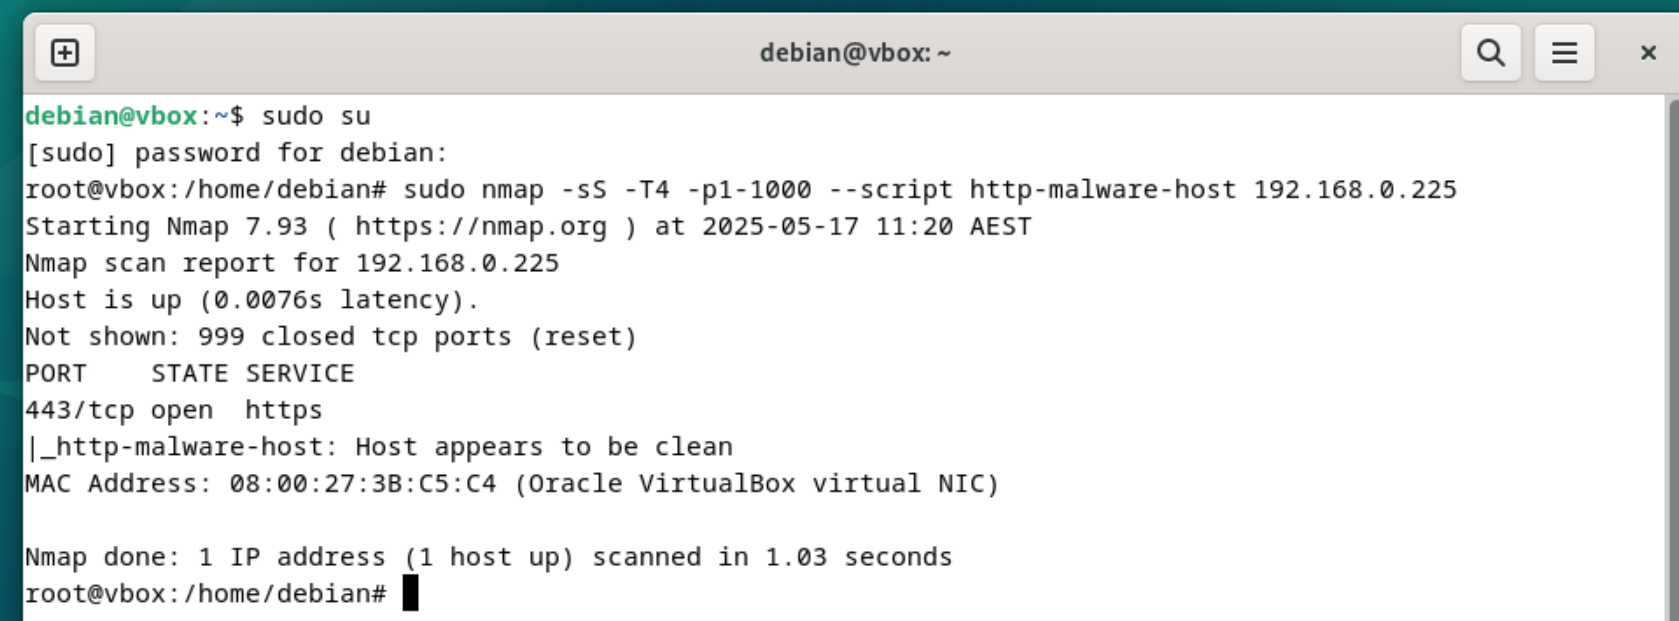 debian@vbox: ~
debian@vbox:~$ sudo su
[sudo] password for debian:
root@vbox:/home/debian# sudo nmap -sS -T4 -p1-1000 --script http-malware-host 192.168.0.225
Starting Nmap 7.93 ( https://nmap.org ) at 2025-05-17 11:20 AEST
Nmap scan report for 192.168.0.225
Host is up (0.0076s latency).
Not shown: 999 closed tcp ports (reset)
PORT    STATE SERVICE
443/tcp open  https
|_http-malware-host: Host appears to be clean
MAC Address: 08:00:27:3B:C5:C4 (Oracle VirtualBox virtual NIC)
Nmap done: 1 IP address (1 host up) scanned in 1.03 seconds
root@vbox:/home/debian#